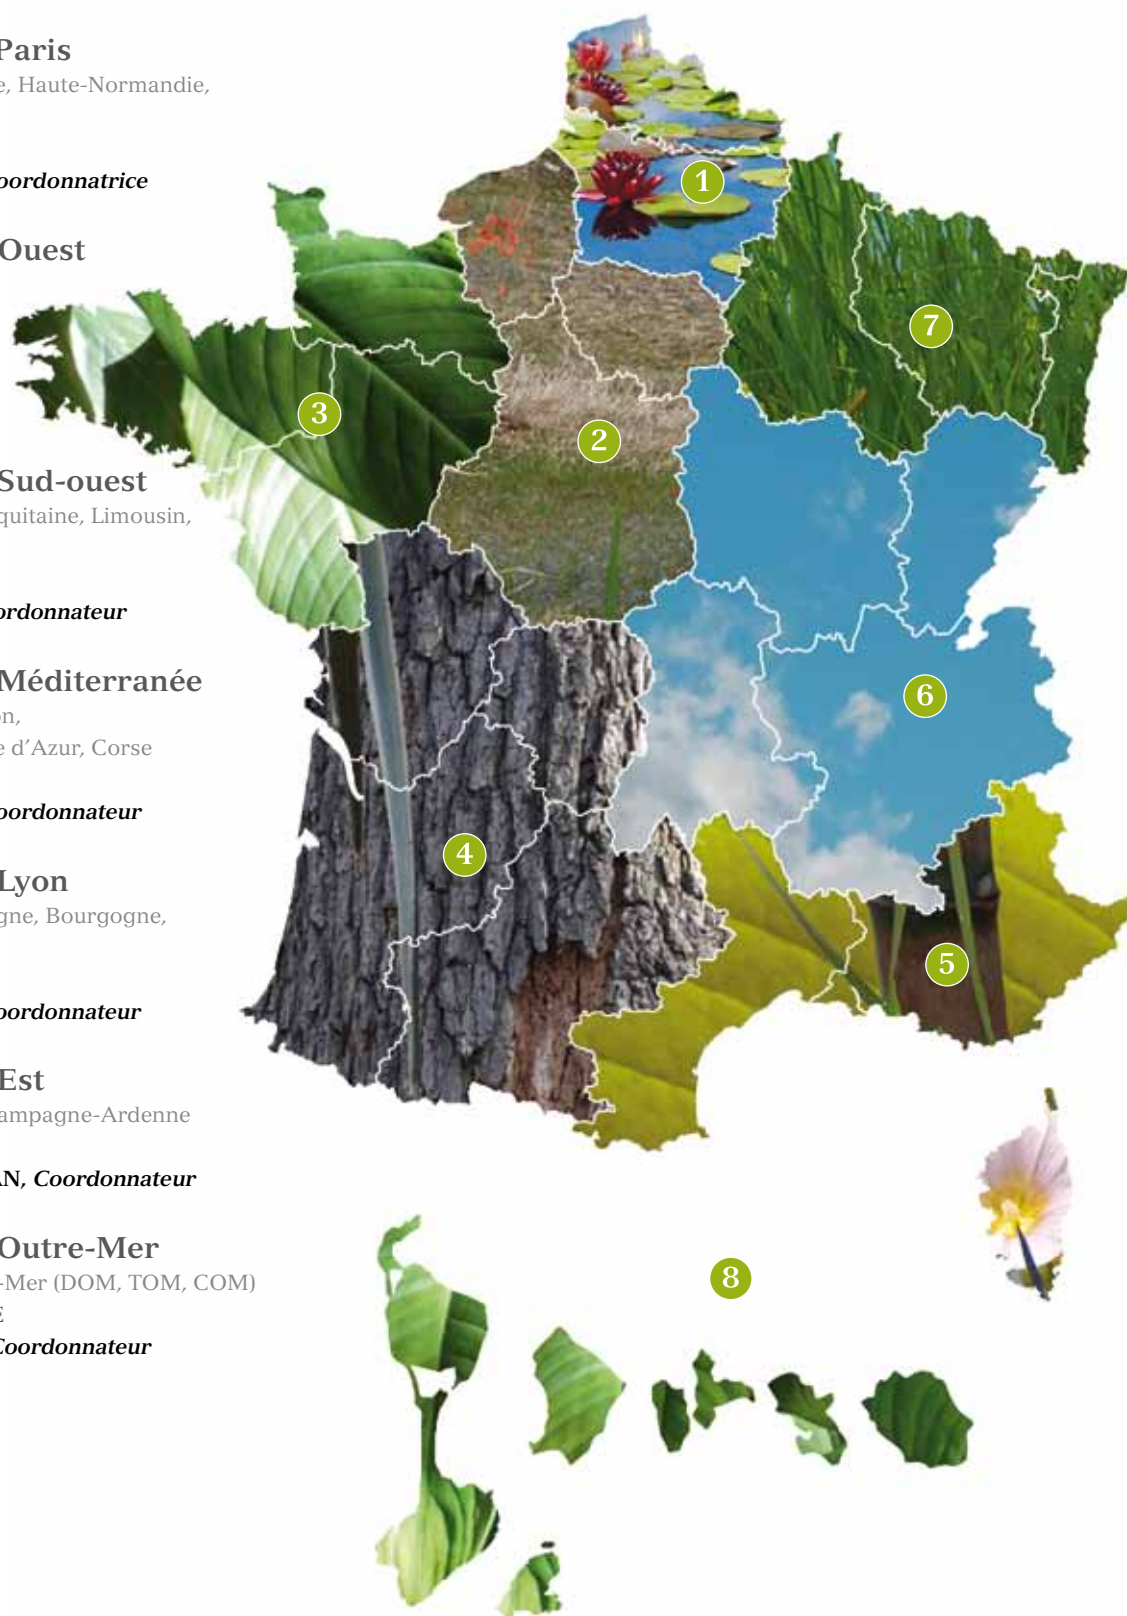 Paris
e, Haute-Normandie,
oordonnatrice
Ouest
Sud-ouest
quitaine, Limousin,
ordonnateur
Méditerranée
on,
e d'Azur, Corse
oordonnateur
Lyon
gne, Bourgogne,
oordonnateur
Est
ampagne-Ardenne
AN, Coordonnateur
Outre-Mer
-Mer (DOM, TOM, COM)
E
Coordonnateur
1
7
3
2
6
4
5
8